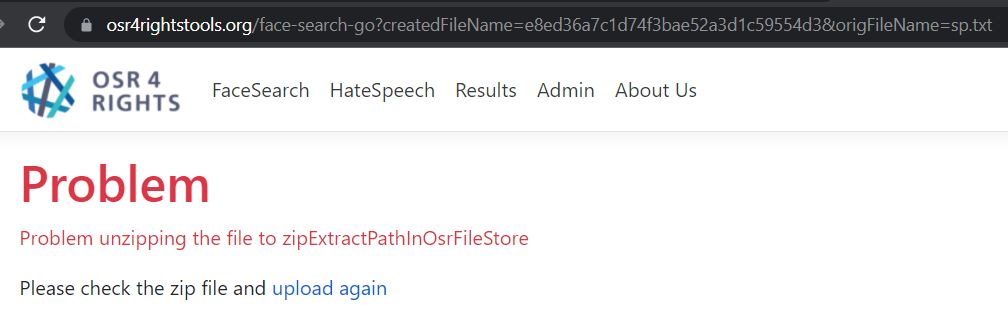 osr4rightstools.org/face-search-go?createdFileName=e8ed36a7c1d74f3bae52a3d1c59554d3&origFileName=sp.txt
OSR 4
RIGHTS
FaceSearch HateSpeech Results Admin About Us
Problem
Problem unzipping the file to zipExtractPathInOsrFileStore
Please check the zip file and upload again